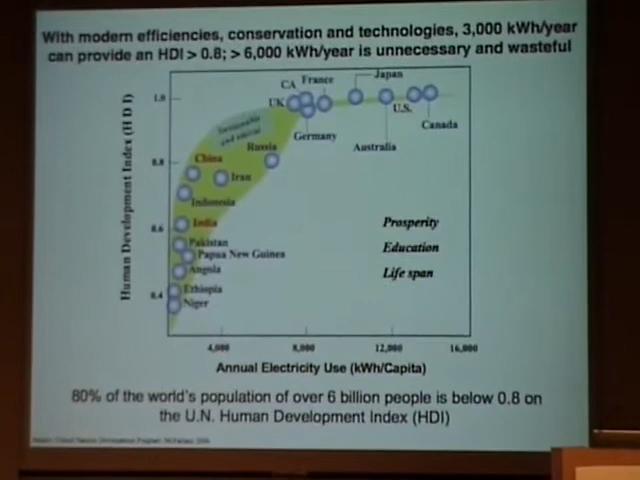 With modern efficiencies, conservation and technologies, 3,000 kWh/year
can provide an HDI > 0.8; > 6,000 kWh/year is unnecessary and wasteful
Human Development Index (H D I)
1.0
0.8
0.6
0.4
CA
France
Japan
UK
U.S.
Germany
Canada
Australia
Russia
China
Iran
Indonesia
India
Pakistan
Papua New Guinea
Angola
Ethiopia
Niger
Prosperity
Education
Life span
4,000
8,000
12,000
16,000
Annual Electricity Use (kWh/Capita)
80% of the world's population of over 6 billion people is below 0.8 on
the U.N. Human Development Index (HDI)